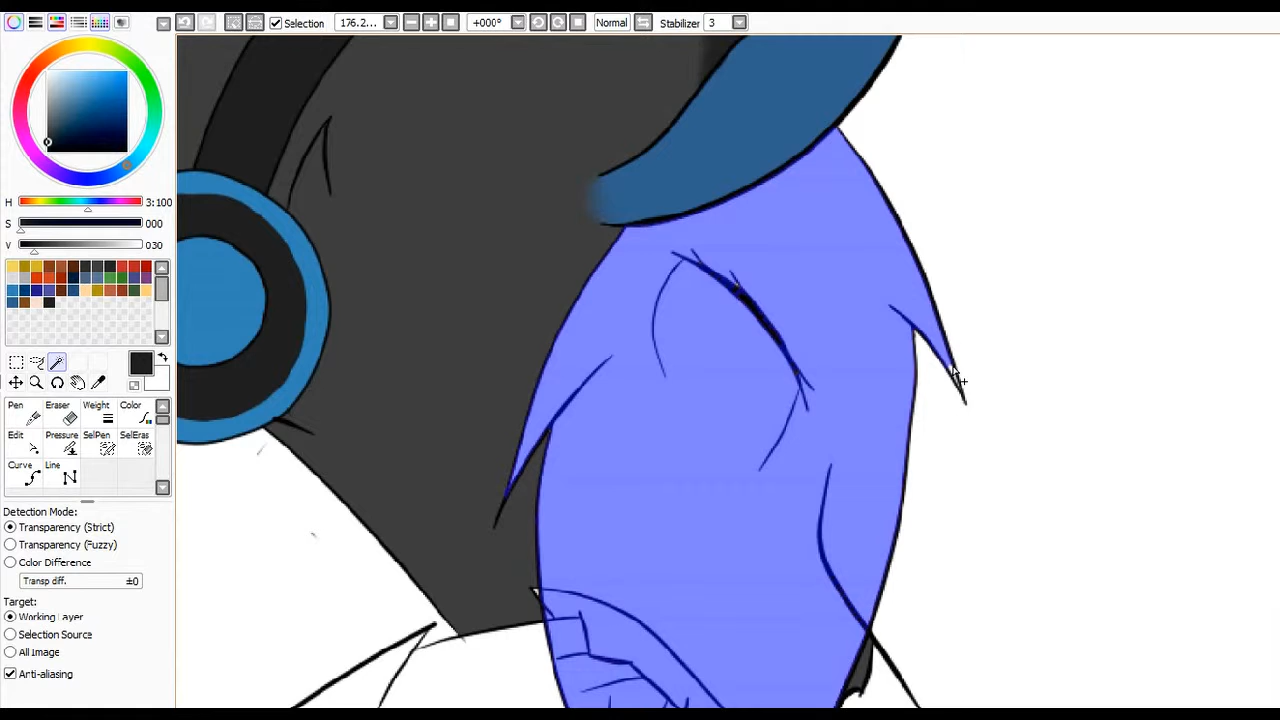 Selection
176.2...
+000°
Normal
Stabilizer
3
H
3:100
S
000
V
030
Pen
Eraser
Weight
Color
Edit
Pressure
SelPen
SelEras
Curve
Line
Detection Mode:
Transparency (Strict)
Transparency (Fuzzy)
Color Difference
Transp diff.
±0
Target:
Working Layer
Selection Source
All Image
Anti-aliasing